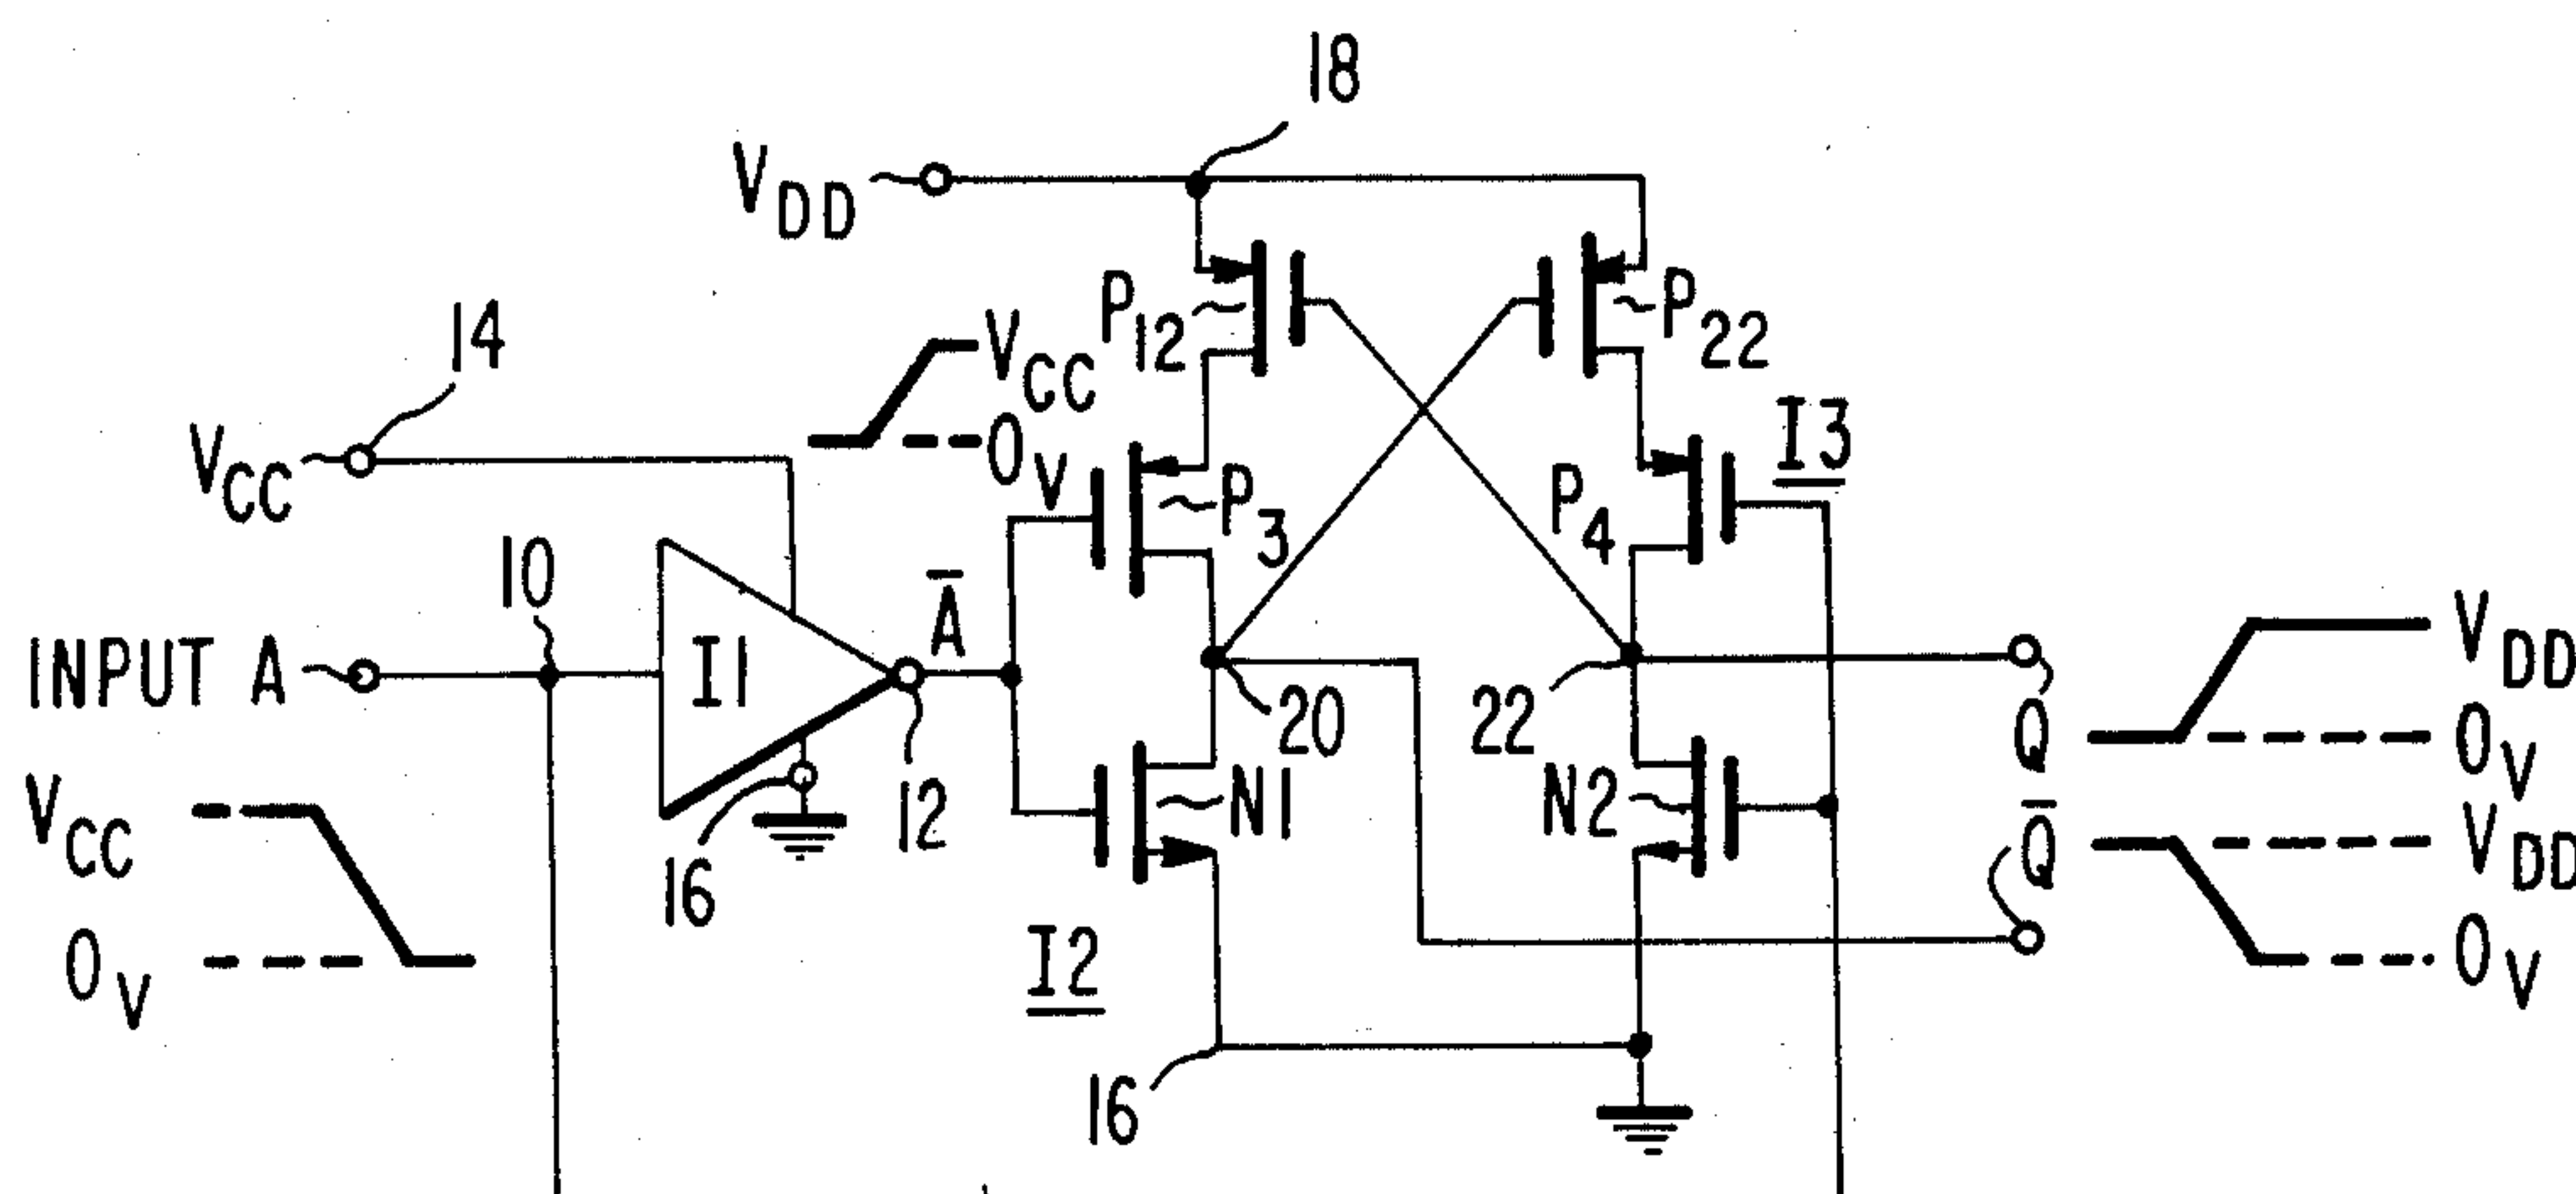 18
VDD
P12
P22
14
VCC
0V
VCC
I3
P3
P4
10
Ā
INPUT A
I1
VDD
20
22
Q
0V
12
N1
N2
VCC
16
Q̄
VDD
0V
I2
0V
16